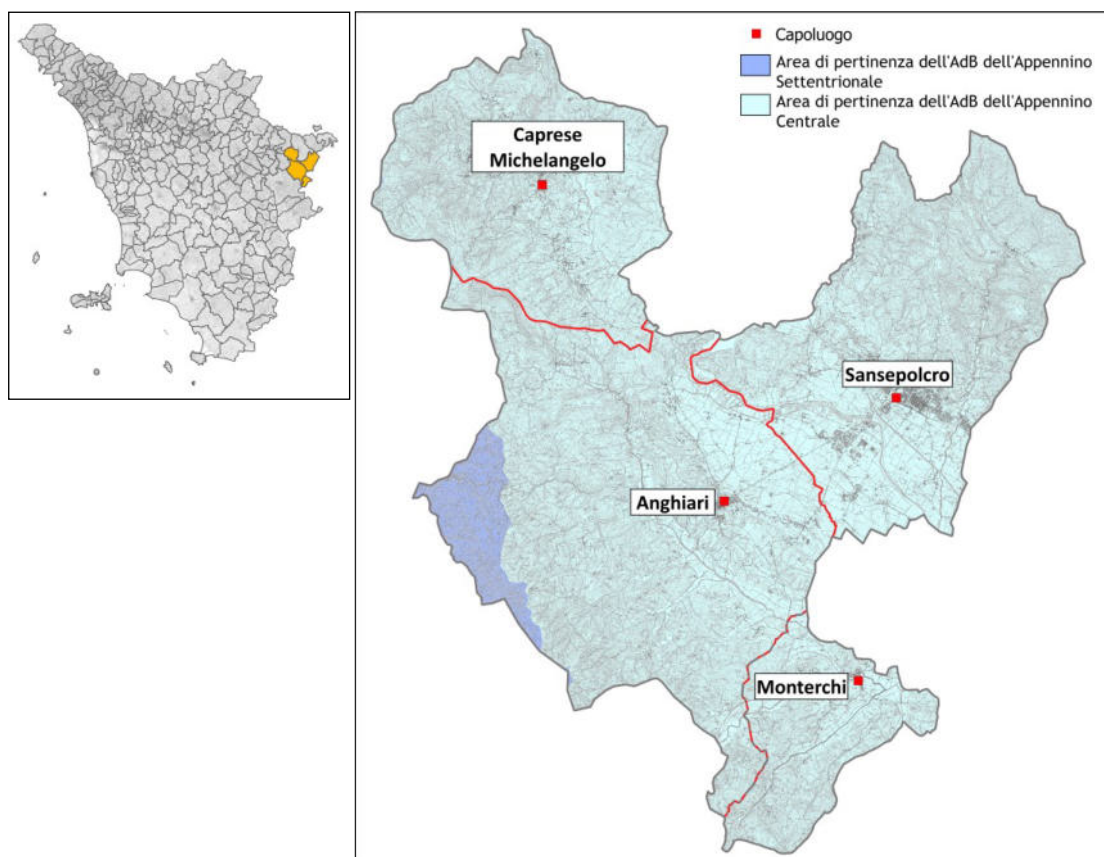 Capoluogo
Area di pertinenza dell'AdB dell'Appennino
Settentrionale
Area di pertinenza dell'AdB dell'Appennino
Centrale
Caprese
Michelangelo
Sansepolcro
Anghiari
Monterchi